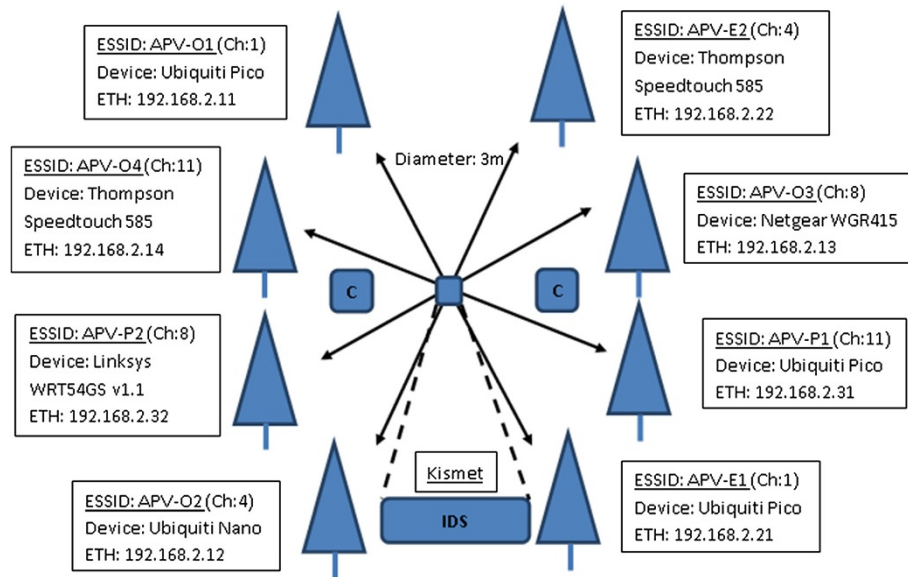 ESSID: APV-O1 (Ch:1)
Device: Ubiquiti Pico
ETH: 192.168.2.11
ESSID: APV-E2 (Ch:4)
Device: Thompson
Speedtouch 585
ETH: 192.168.2.22
Diameter: 3m
ESSID: APV-O4 (Ch:11)
Device: Thompson
Speedtouch 585
ETH: 192.168.2.14
ESSID: APV-O3 (Ch:8)
Device: Netgear WGR415
ETH: 192.168.2.13
C
C
ESSID: APV-P2 (Ch:8)
Device: Linksys
WRT54GS v1.1
ETH: 192.168.2.32
ESSID: APV-P1 (Ch:11)
Device: Ubiquiti Pico
ETH: 192.168.2.31
Kismet
IDS
ESSID: APV-O2 (Ch:4)
Device: Ubiquiti Nano
ETH: 192.168.2.12
ESSID: APV-E1 (Ch:1)
Device: Ubiquiti Pico
ETH: 192.168.2.21